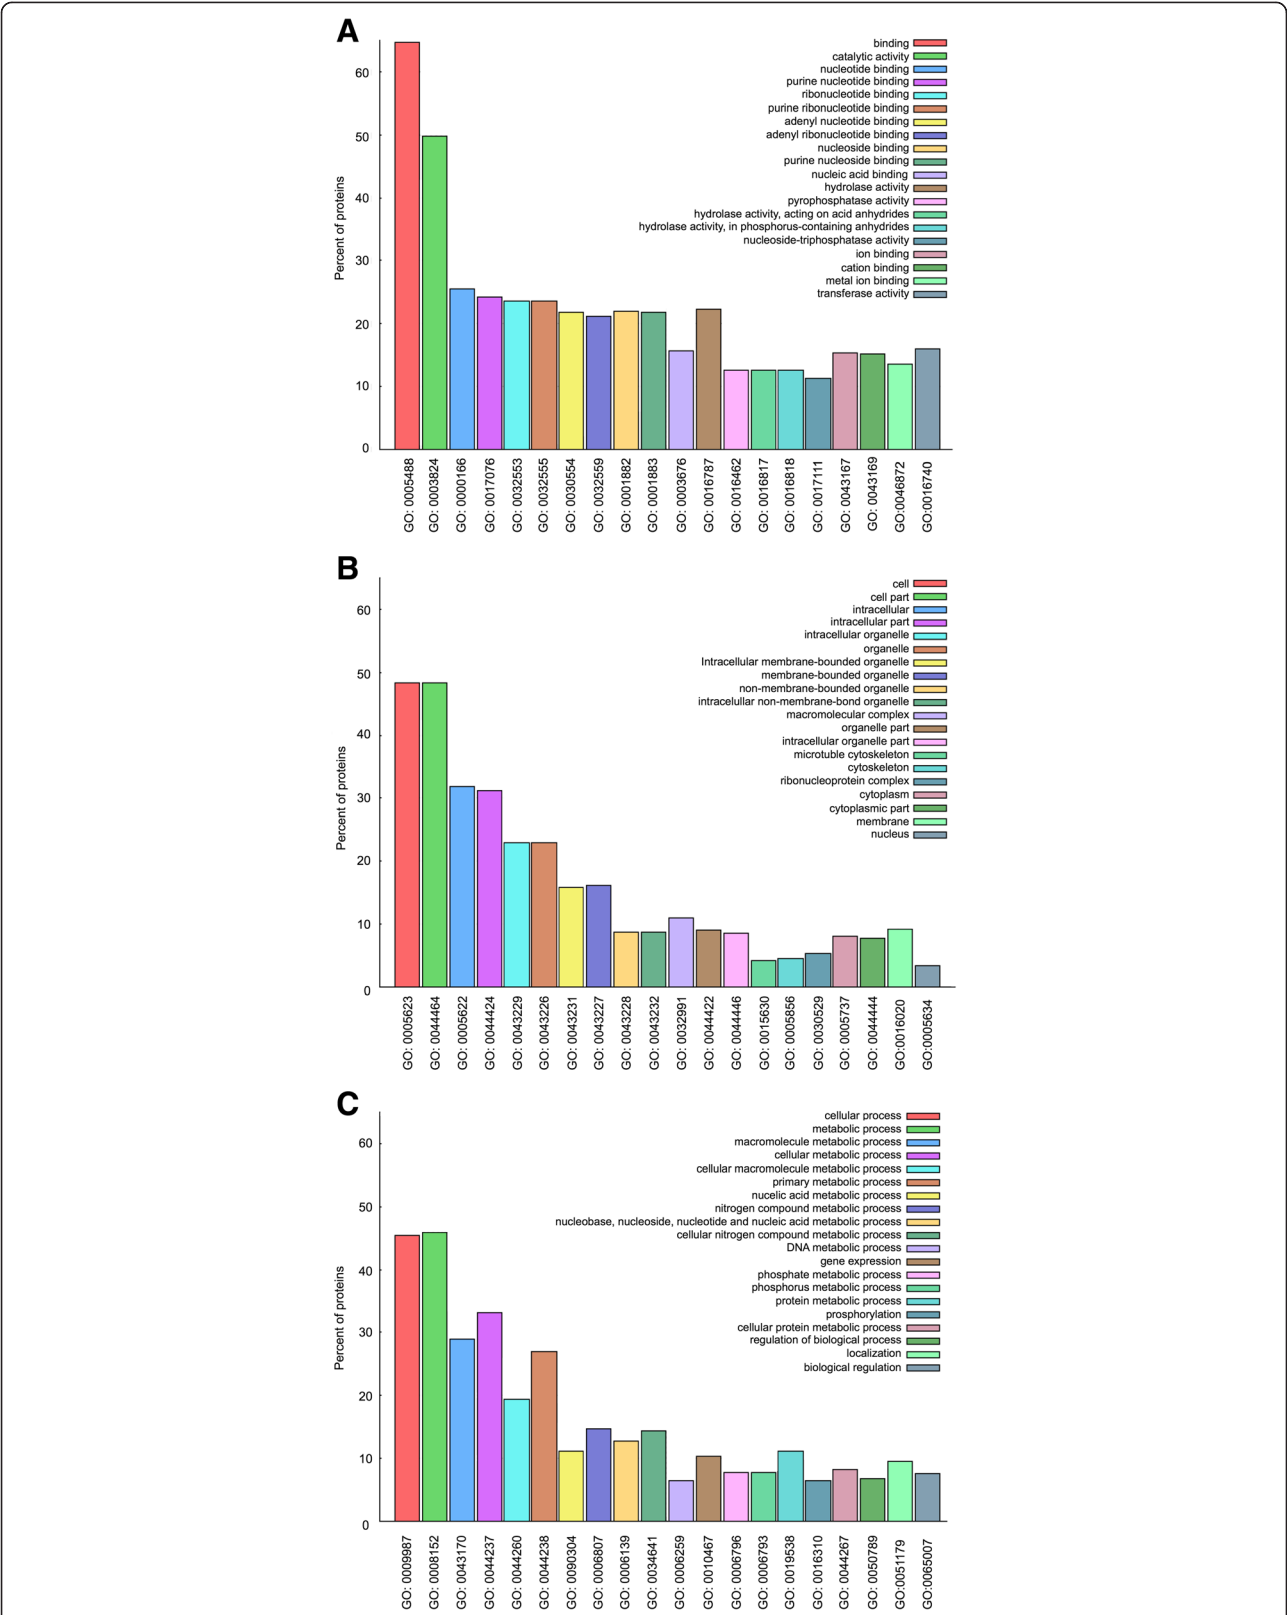 A
binding
catalytic activity
nucleotide binding
purine nucleotide binding
ribonucleotide binding
purine ribonucleotide binding
adenyl nucleotide binding
adenyl ribonucleotide binding
nucleoside binding
purine nucleoside binding
nucleic acid binding
hydrolase activity
pyrophosphatase activity
hydrolase activity, acting on acid anhydrides
hydrolase activity, in phosphorus-containing anhydrides
nucleoside-triphosphatase activity
ion binding
cation binding
metal ion binding
transferase activity
Percent of proteins
60
50
40
30
20
10
0
GO: 0005488
GO: 0003824
GO: 0000166
GO: 0017076
GO: 0032553
GO: 0032555
GO: 0030554
GO: 0032559
GO: 0001882
GO: 0001883
GO: 0003676
GO: 0016787
GO: 0016462
GO: 0016817
GO: 0016818
GO: 0017111
GO: 0043167
GO: 0043169
GO:0046872
GO:0016740
B
cell
cell part
intracellular
intracellular part
intracellular organelle
organelle
Intracellular membrane-bounded organelle
membrane-bounded organelle
non-membrane-bounded organelle
intracelullar non-membrane-bond organelle
macromolecular complex
organelle part
intracellular organelle part
microtuble cytoskeleton
cytoskeleton
ribonucleoprotein complex
cytoplasm
cytoplasmic part
membrane
nucleus
Percent of proteins
60
50
40
30
20
10
0
GO: 0005623
GO: 0044464
GO: 0005622
GO: 0044424
GO: 0043229
GO: 0043226
GO: 0043231
GO: 0043227
GO: 0043228
GO: 0043232
GO: 0032991
GO: 0044422
GO: 0044446
GO: 0015630
GO: 0005856
GO: 0030529
GO: 0005737
GO: 0044444
GO:0016020
GO:0005634
C
cellular process
metabolic process
macromolecule metabolic process
cellular metabolic process
cellular macromolecule metabolic process
primary metabolic process
nucelic acid metabolic process
nitrogen compound metabolic process
nucleobase, nucleoside, nucleotide and nucleic acid metabolic process
cellular nitrogen compound metabolic process
DNA metabolic process
gene expression
phosphate metabolic process
phosphorus metabolic process
protein metabolic process
posphorylation
cellular protein metabolic process
regulation of biological process
localization
biological regulation
Percent of proteins
60
50
40
30
20
10
0
GO: 0009987
GO: 0008152
GO: 0043170
GO: 0044237
GO: 0044260
GO: 0044238
GO: 0090304
GO: 0006807
GO: 0006139
GO: 0034641
GO: 0006259
GO: 0010467
GO: 0006796
GO: 0006793
GO: 0019538
GO: 0016310
GO: 0044267
GO: 0050789
GO:0051179
GO:0065007